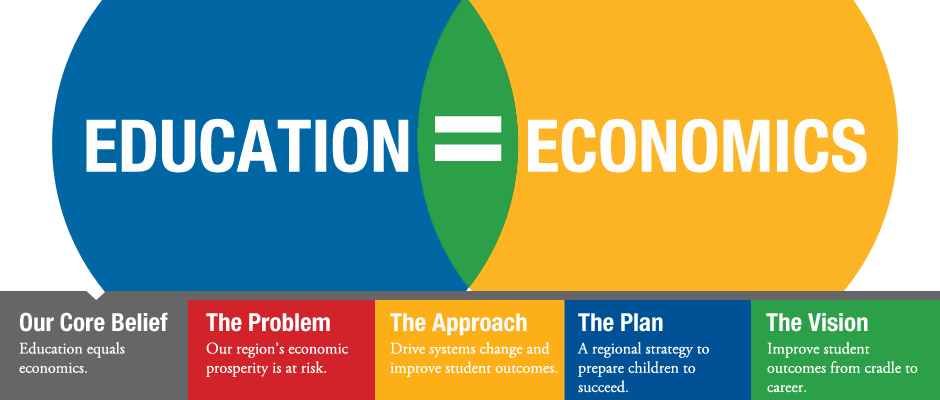 EDUCATION = ECONOMICS
Our Core Belief
Education equals
economics.
The Problem
Our region's economic
prosperity is at risk.
The Approach
Drive systems change and
improve student outcomes.
The Plan
A regional strategy to
prepare children to
succeed.
The Vision
Improve student
outcomes from cradle to
career.